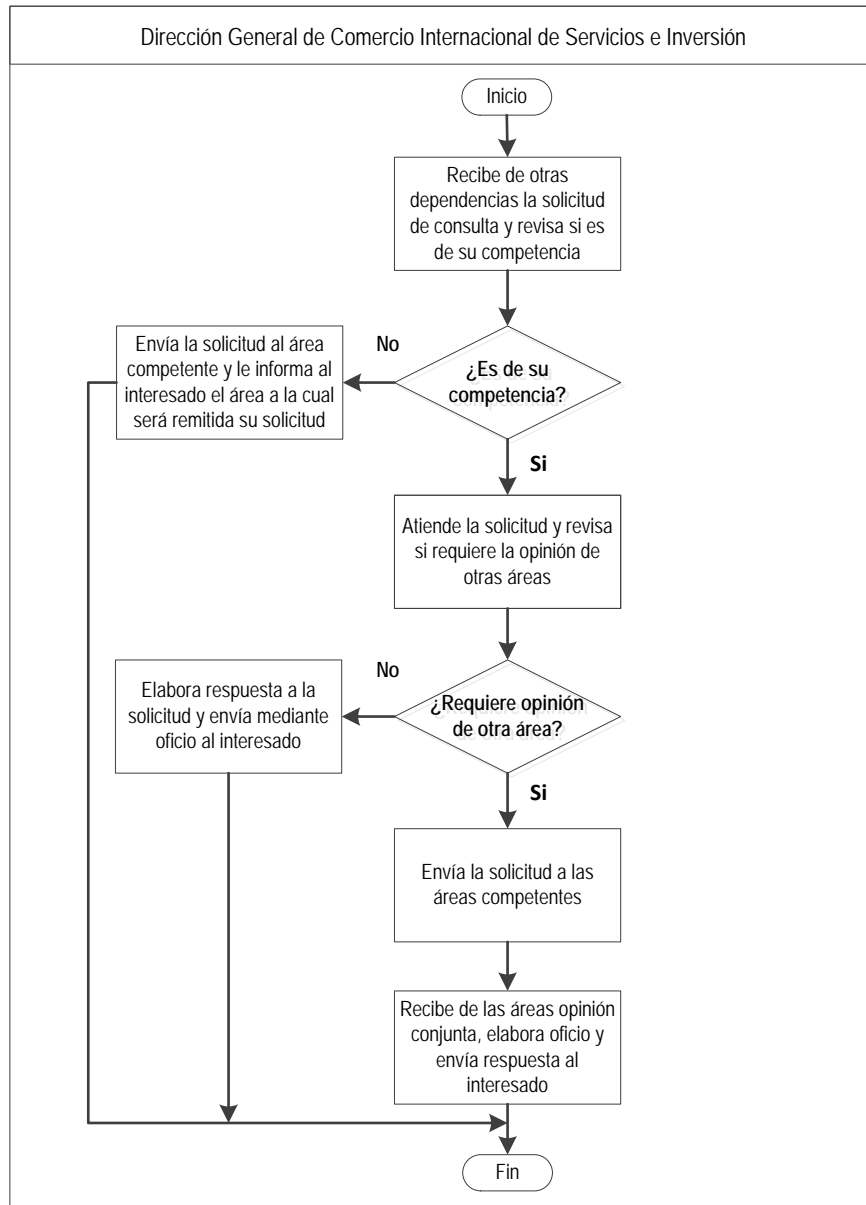 Dirección General de Comercio Internacional de Servicios e Inversión
Inicio
Recibe de otras
dependencias la solicitud
de consulta y revisa si es
de su competencia
¿Es de su
competencia?
No
Envía la solicitud al área
competente y le informa al
interesado el área a la cual
será remitida su solicitud
Si
Atiende la solicitud y revisa
si requiere la opinión de
otras áreas
¿Requiere opinión
de otra área?
No
Elabora respuesta a la
solicitud y envía mediante
oficio al interesado
Si
Envía la solicitud a las
áreas competentes
Recibe de las áreas opinión
conjunta, elabora oficio y
envía respuesta al
interesado
Fin